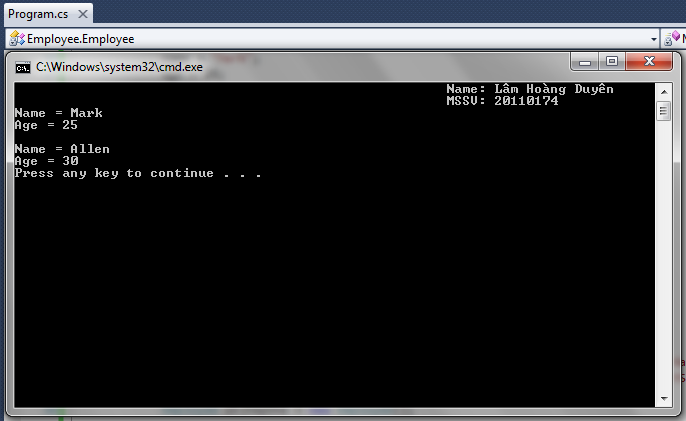 Program.cs
Employee.Employee
C:\Windows\system32\cmd.exe
Name: Lâm Hoàng Duyên
MSSV: 20110174
Name = Mark
Age = 25
Name = Allen
Age = 30
Press any key to continue . . .